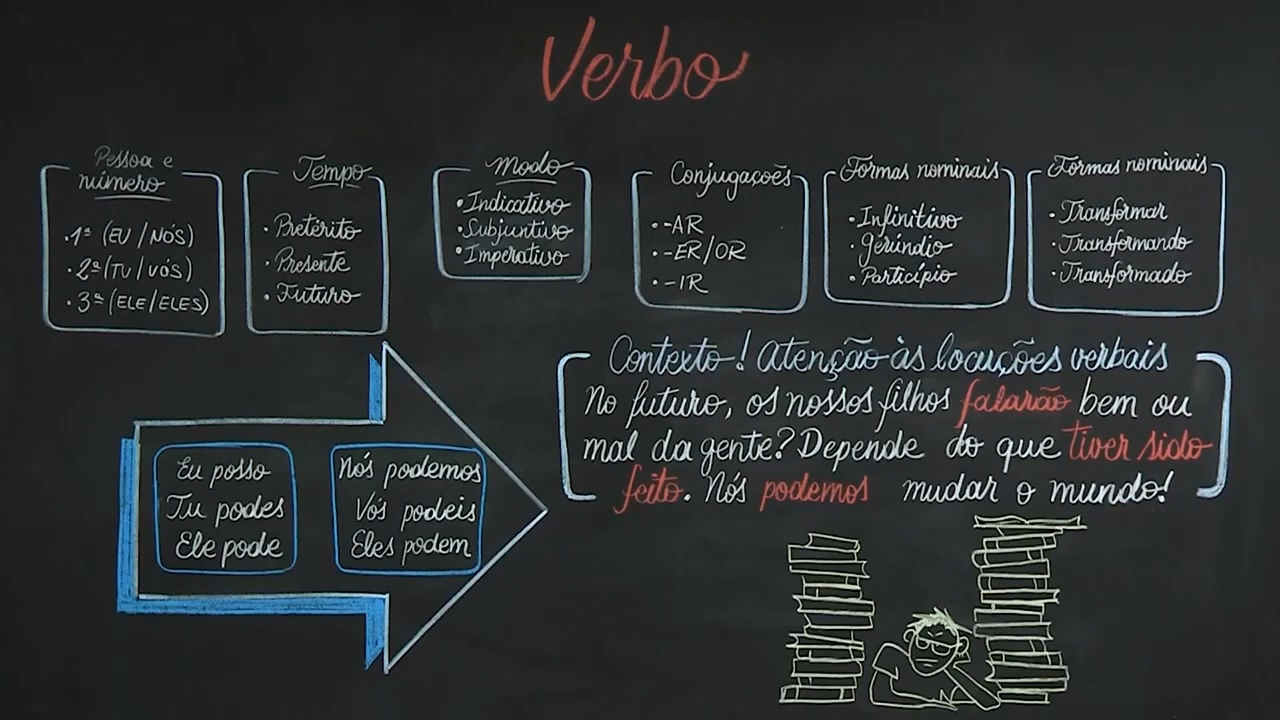 Verbo
Pessoa e
número
•1ª (EU / NÓS)
•2ª (TU / VÓS)
•3ª (ELE / ELES)
Tempo
• Pretérito
• Presente
• Futuro
Modo
•Indicativo
•Subjuntivo
•Imperativo
Conjugações
• -AR
• -ER/OR
• -IR
Formas nominais
•Infinitivo
•Gerúndio
•Particípio
Formas nominais
•Transformar
•Transformando
•Transformado
Contexto! Atenção às locuções verbais
No futuro, os nossos filhos falarão bem ou
mal da gente? Depende do que tiver sido
feito. Nós podemos mudar o mundo!
Eu posso
Tu podes
Ele pode
Nós podemos
Vós podeis
Eles podem